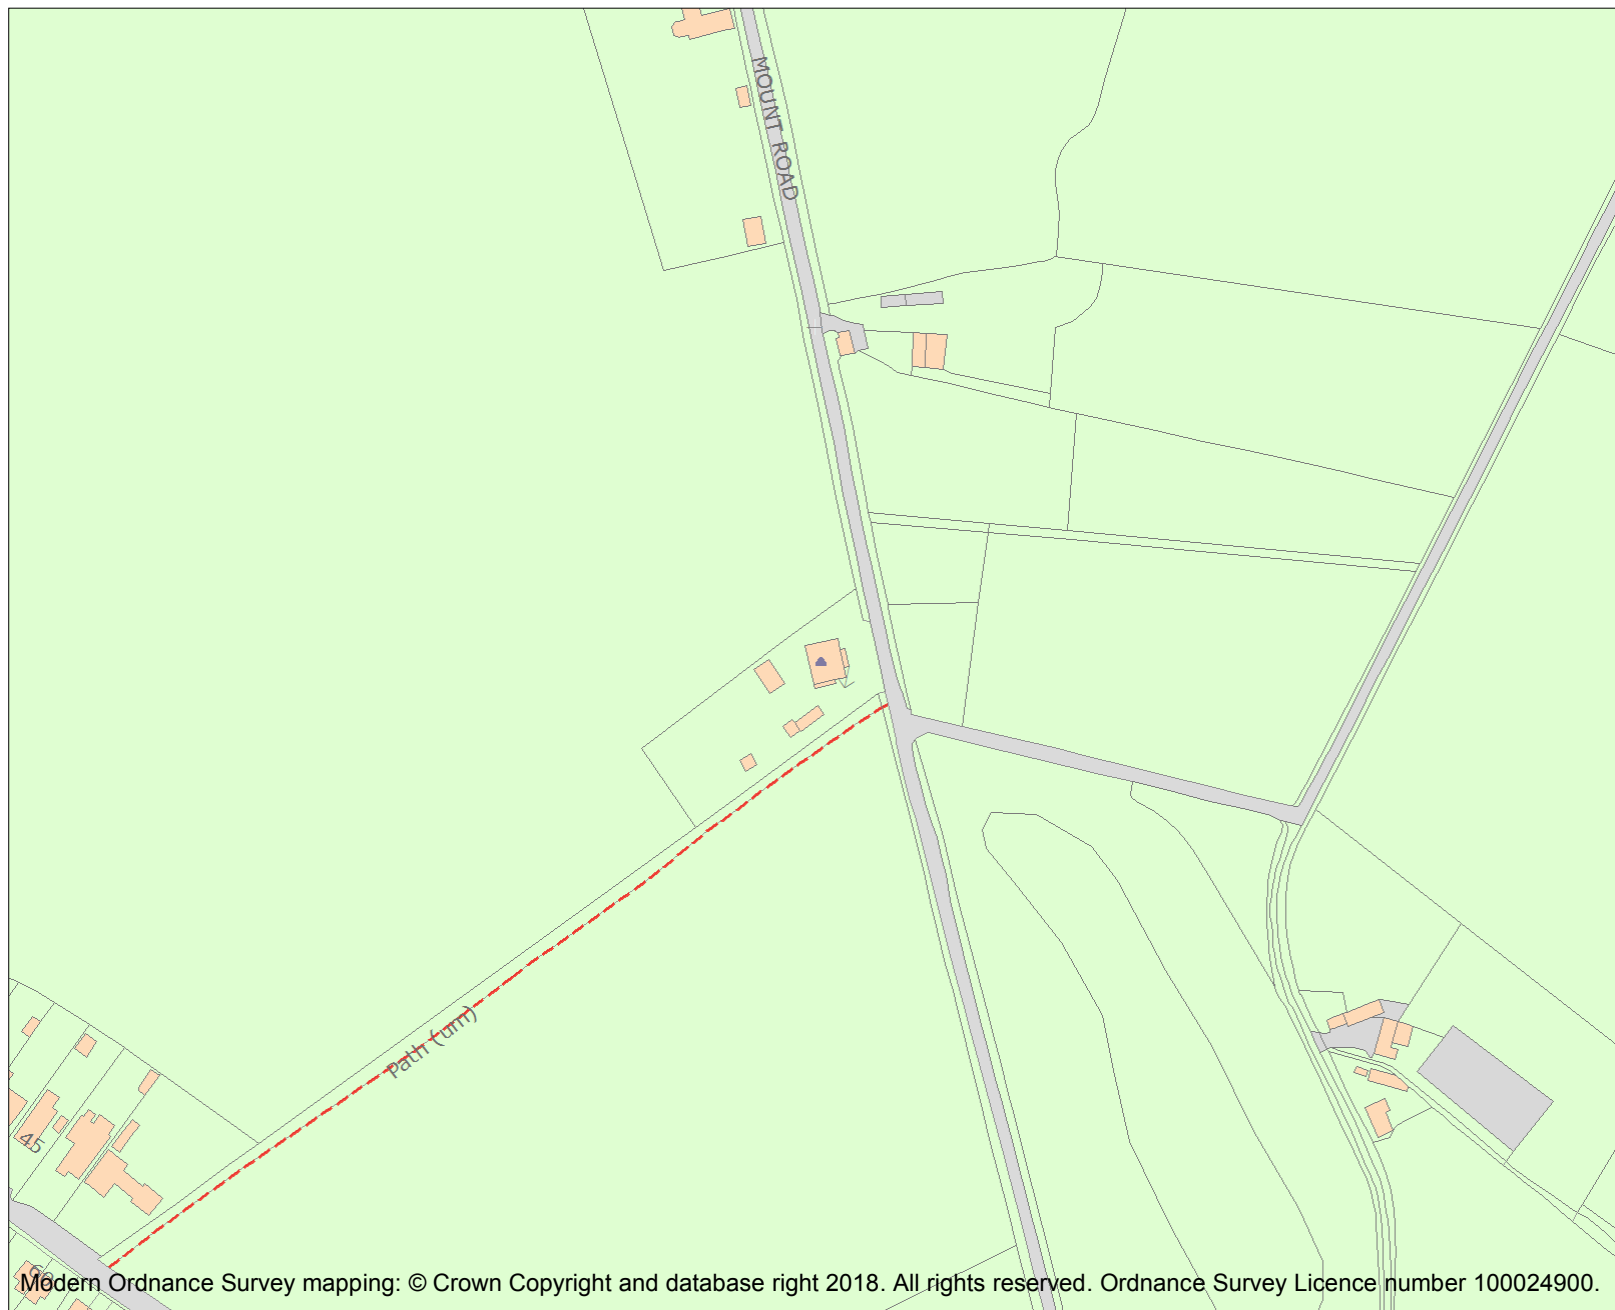 MOUNT ROAD
Path (um)
45
Modern Ordnance Survey mapping: © Crown Copyright and database right 2018. All rights reserved. Ordnance Survey Licence number 100024900.